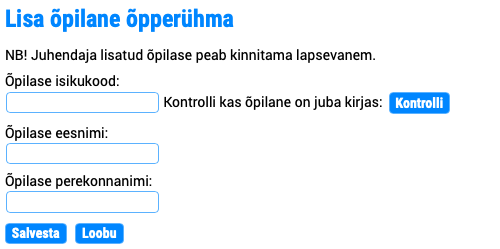 Lisa õpilane õpperühma
NB! Juhendaja lisatud õpilase peab kinnitama lapsevanem.
Õpilase isikukood:
Kontrolli kas õpilane on juba kirjas: Kontrolli
Õpilase eesnimi:
Õpilase perekonnanimi:
Salvesta Loobu